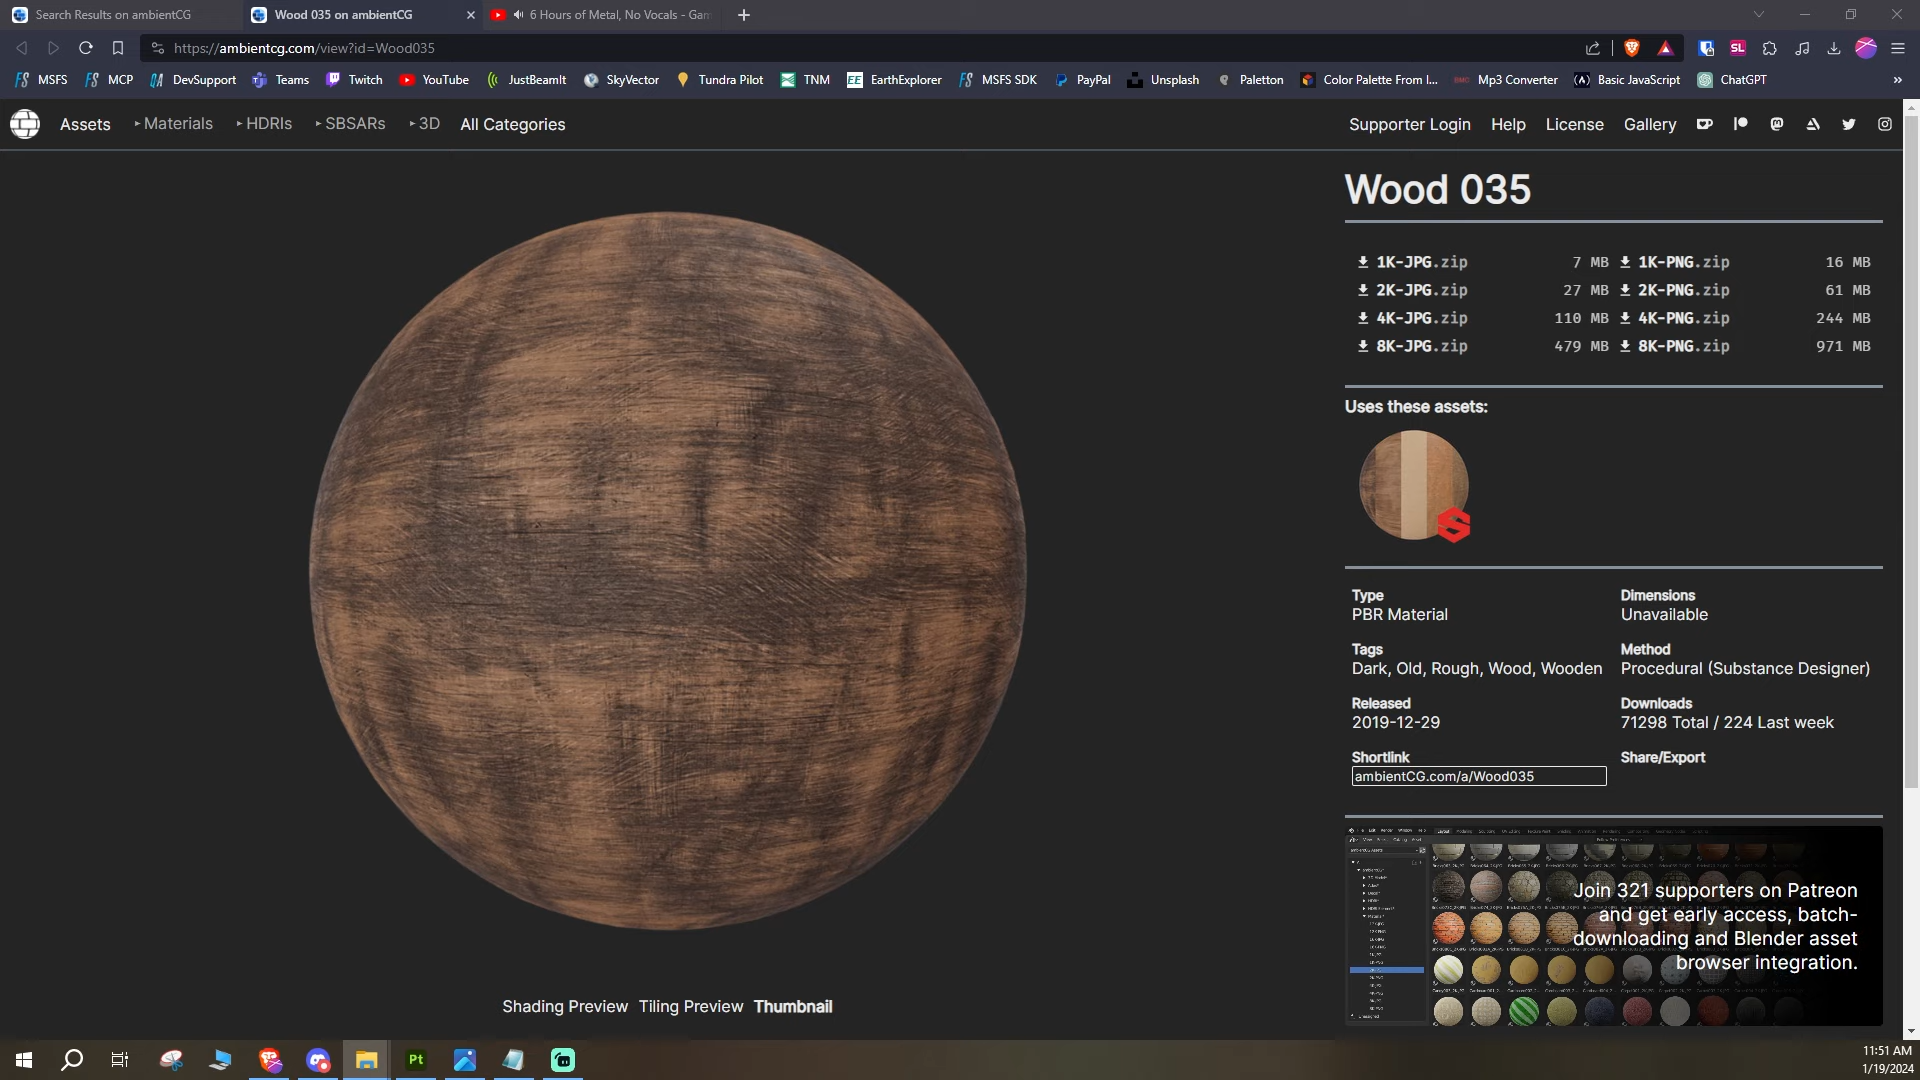 Search Results on ambientCG
Wood 035 on ambientCG
6 Hours of Metal, No Vocals - Gam
https://ambientcg.com/view?id=Wood035
MSFS
MCP
DevSupport
Teams
Twitch
YouTube
JustBeamIt
SkyVector
Tundra Pilot
TNM
EarthExplorer
MSFS SDK
PayPal
Unsplash
Paletton
Color Palette From I...
Mp3 Converter
Basic JavaScript
ChatGPT
Assets
Materials
HDRIs
SBSARs
3D
All Categories
Supporter Login
Help
License
Gallery
Wood 035
1K-JPG.zip 7 MB 1K-PNG.zip 16 MB
2K-JPG.zip 27 MB 2K-PNG.zip 61 MB
4K-JPG.zip 110 MB 4K-PNG.zip 244 MB
8K-JPG.zip 479 MB 8K-PNG.zip 971 MB
Uses these assets:
Type
PBR Material
Dimensions
Unavailable
Tags
Dark, Old, Rough, Wood, Wooden
Method
Procedural (Substance Designer)
Released
2019-12-29
Downloads
71298 Total / 224 Last week
Shortlink
ambientCG.com/a/Wood035
Share/Export
Join 321 supporters on Patreon
and get early access, batch-
downloading and Blender asset
browser integration.
Shading Preview Tiling Preview Thumbnail
Pt
11:51 AM
1/19/2024